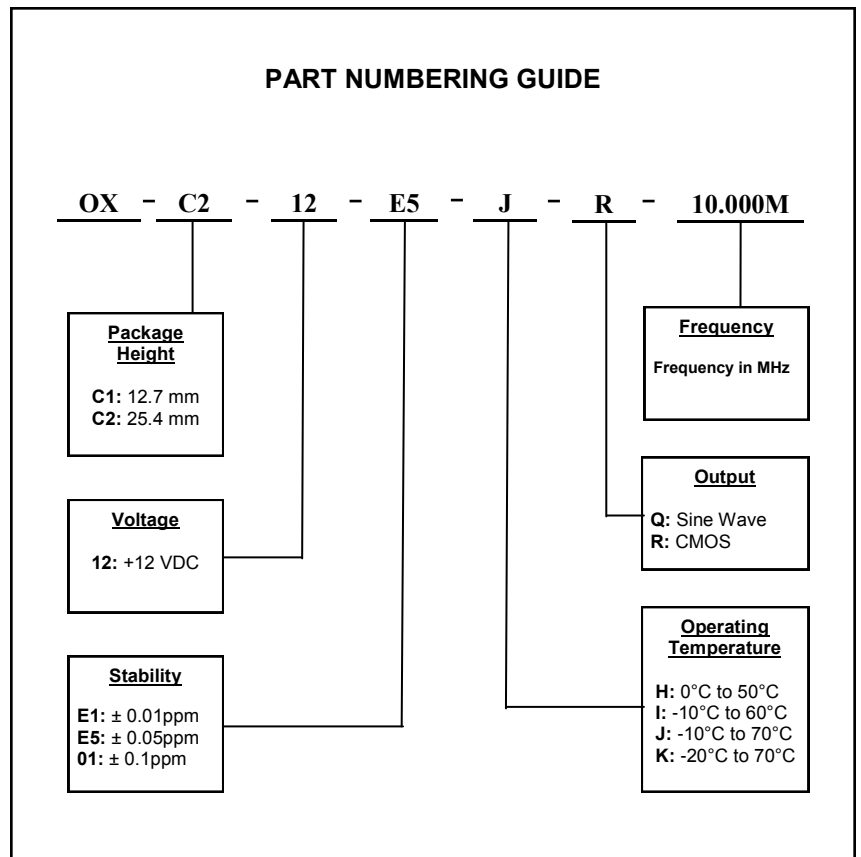 PART NUMBERING GUIDE
OX - C2 - 12 - E5 - J - R - 10.000M
Package
Height
C1: 12.7 mm
C2: 25.4 mm
Voltage
12: +12 VDC
Stability
E1: ± 0.01ppm
E5: ± 0.05ppm
01: ± 0.1ppm
Frequency
Frequency in MHz
Output
Q: Sine Wave
R: CMOS
Operating
Temperature
H: 0°C to 50°C
I: -10°C to 60°C
J: -10°C to 70°C
K: -20°C to 70°C